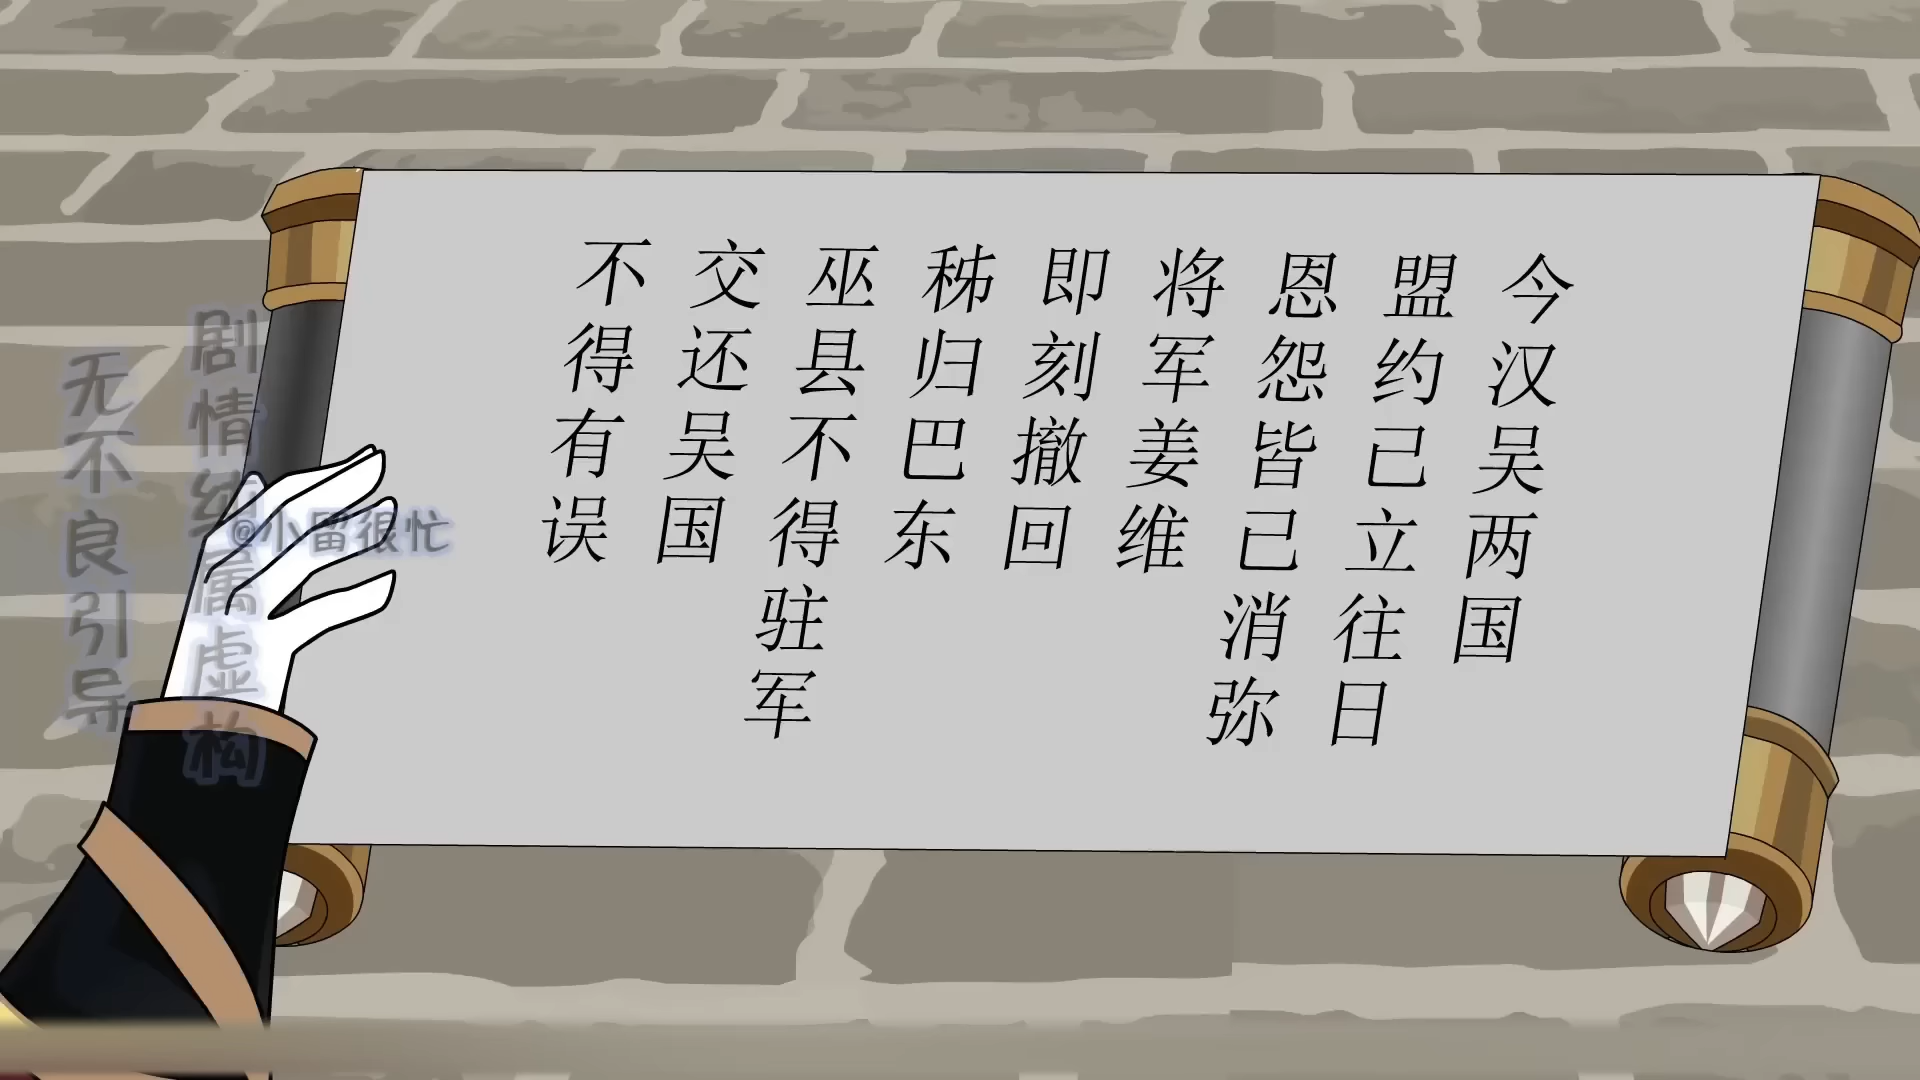 今汉吴两国
盟约已立往日
恩怨皆已消弥
将军姜维
即刻撤回
秭归巴东
巫县不得驻军
交还吴国
不得有误
剧情纯属虚构
无不良引导
@小留很忙